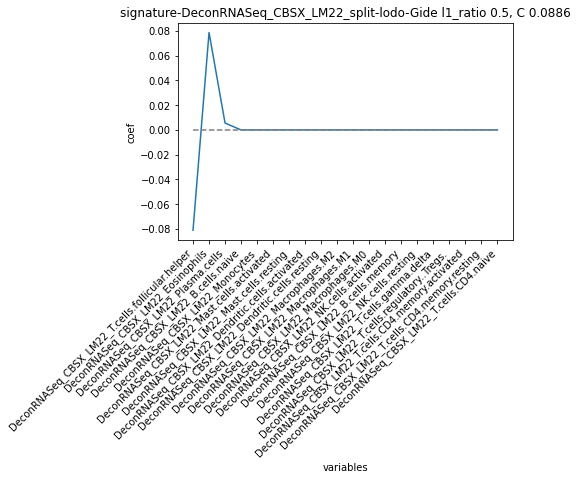 signature-DeconRNASeq_CBSX_LM22_split-lodo-Gide l1_ratio 0.5, C 0.0886
0.08
0.06
0.04
0.02
0.00
−0.02
−0.04
−0.06
−0.08
coef
DeconRNASeq_CBSX_LM22_T.cells.follicular.helper
DeconRNASeq_CBSX_LM22_Eosinophils
DeconRNASeq_CBSX_LM22_Plasma.cells
DeconRNASeq_CBSX_LM22_B.cells.naive
DeconRNASeq_CBSX_LM22_Monocytes
DeconRNASeq_CBSX_LM22_Mast.cells.activated
DeconRNASeq_CBSX_LM22_Mast.cells.resting
DeconRNASeq_CBSX_LM22_Dendritic.cells.activated
DeconRNASeq_CBSX_LM22_Dendritic.cells.resting
DeconRNASeq_CBSX_LM22_Macrophages.M2
DeconRNASeq_CBSX_LM22_Macrophages.M1
DeconRNASeq_CBSX_LM22_Macrophages.M0
DeconRNASeq_CBSX_LM22_NK.cells.activated
DeconRNASeq_CBSX_LM22_B.cells.memory
DeconRNASeq_CBSX_LM22_NK.cells.resting
DeconRNASeq_CBSX_LM22_T.cells.gamma.delta
DeconRNASeq_CBSX_LM22_T.cells.regulatory..Tregs.
DeconRNASeq_CBSX_LM22_T.cells.CD4.memory.activated
DeconRNASeq_CBSX_LM22_T.cells.CD4.memory.resting
DeconRNASeq_CBSX_LM22_T.cells.CD4.naive
variables